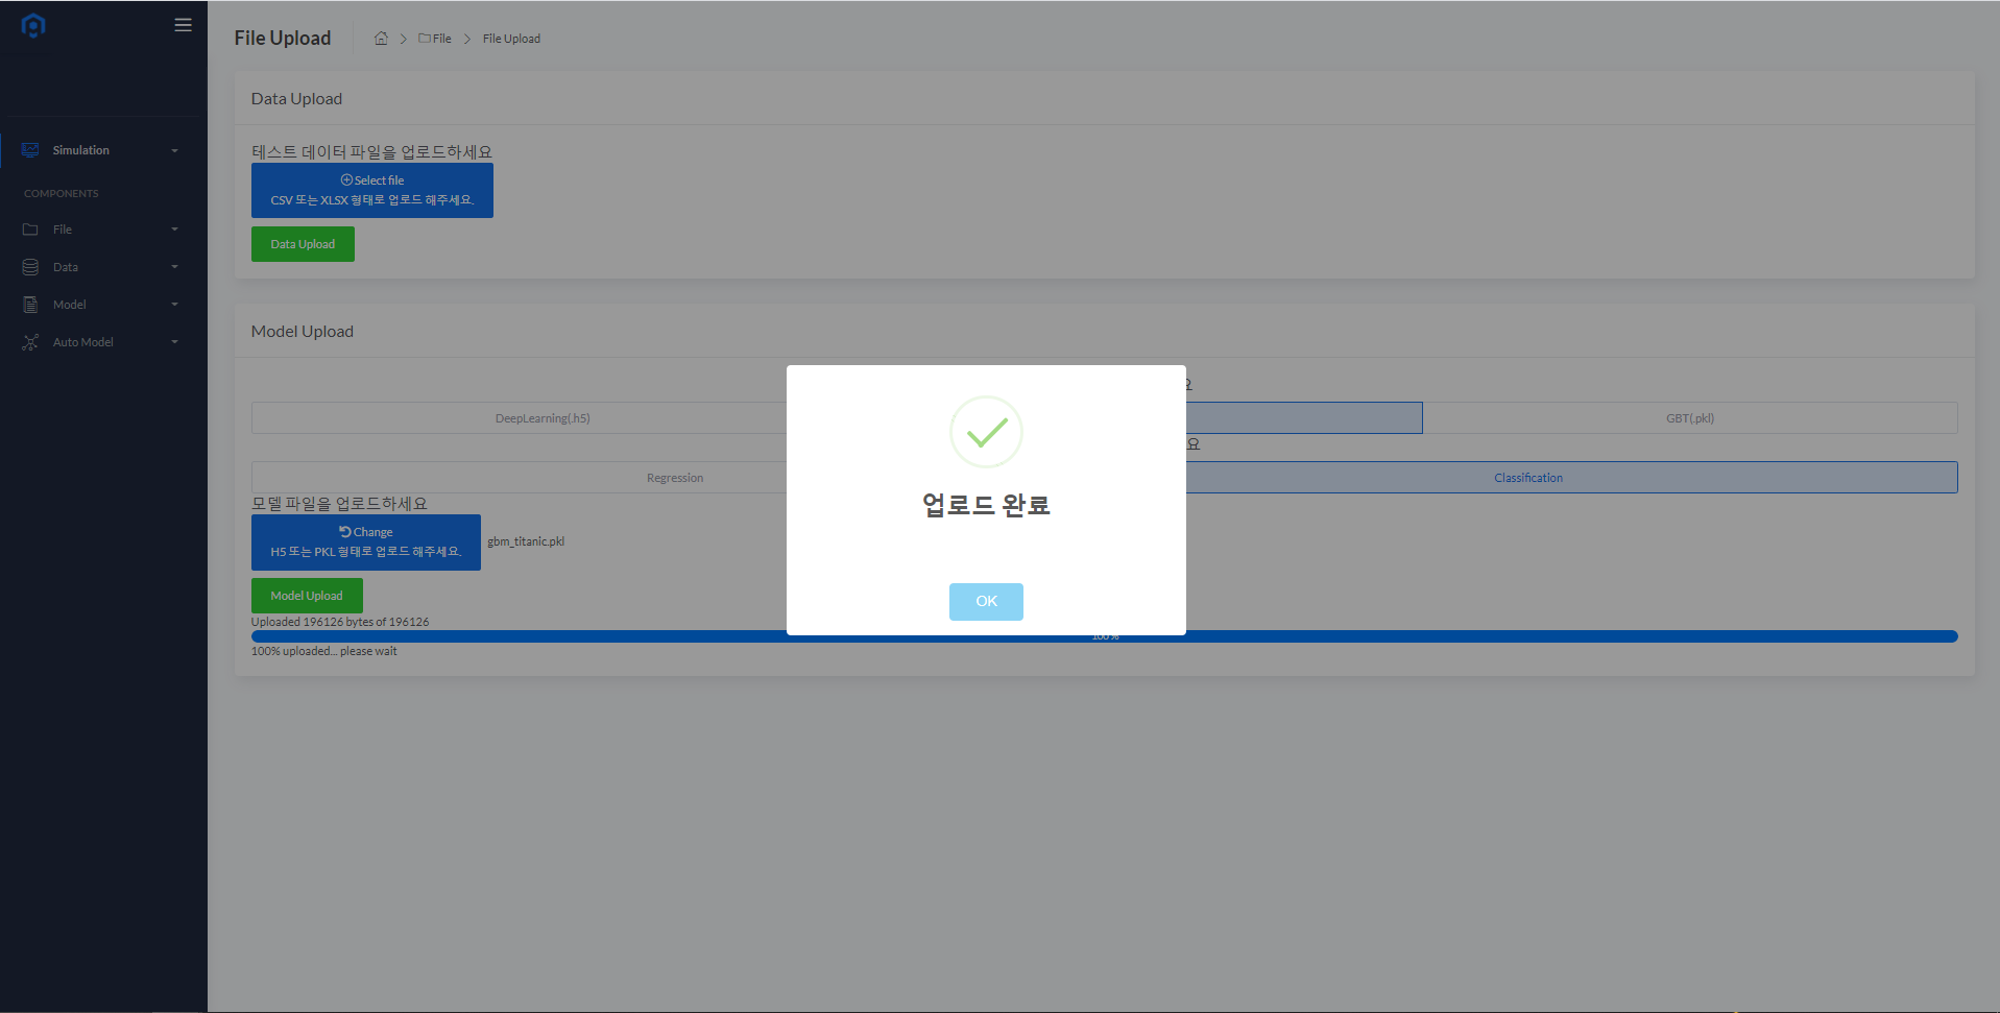 File Upload
File
File Upload
Data Upload
Simulation
테스트 데이터 파일을 업로드하세요
Select file
CSV 또는 XLSX 형태로 업로드 해주세요.
COMPONENTS
File
Data Upload
Data
Model
Model Upload
Auto Model
요
DeepLearning(.h5)
GBT(.pkl)
요
Regression
Classification
모델 파일을 업로드하세요
업로드 완료
Change
H5 또는 PKL 형태로 업로드 해주세요.
gbm_titanic.pkl
Model Upload
OK
Uploaded 196126 bytes of 196126
100%
100% uploaded... please wait